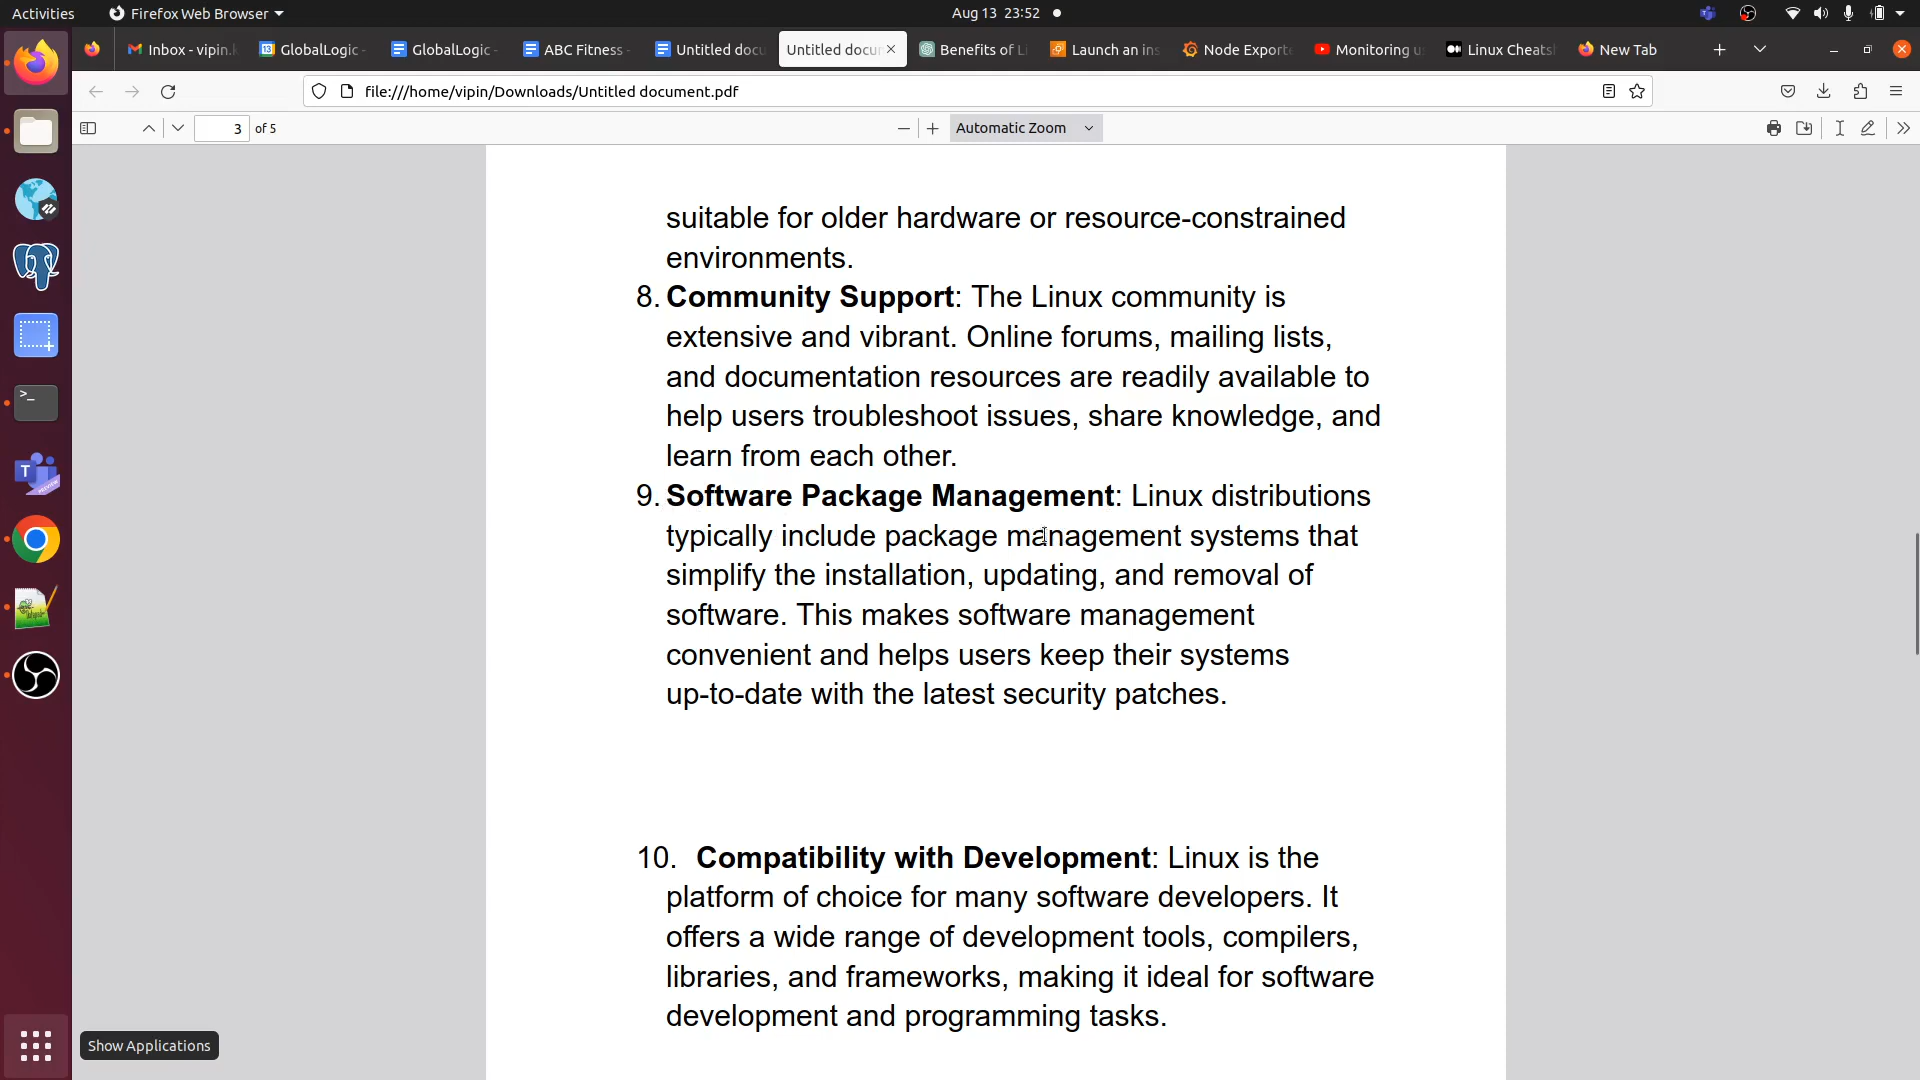 Activities Firefox Web Browser Aug 13 23:52
Inbox - vipin.k GlobalLogic - GlobalLogic - ABC Fitness - Untitled docu Untitled docu Benefits of Li Launch an ins Node Exporte Monitoring u Linux Cheatsh New Tab
file:///home/vipin/Downloads/Untitled document.pdf
3 of 5 Automatic Zoom
suitable for older hardware or resource-constrained
environments.
8. Community Support: The Linux community is
extensive and vibrant. Online forums, mailing lists,
and documentation resources are readily available to
help users troubleshoot issues, share knowledge, and
learn from each other.
9. Software Package Management: Linux distributions
typically include package management systems that
simplify the installation, updating, and removal of
software. This makes software management
convenient and helps users keep their systems
up-to-date with the latest security patches.
10. Compatibility with Development: Linux is the
platform of choice for many software developers. It
offers a wide range of development tools, compilers,
libraries, and frameworks, making it ideal for software
development and programming tasks.
Show Applications